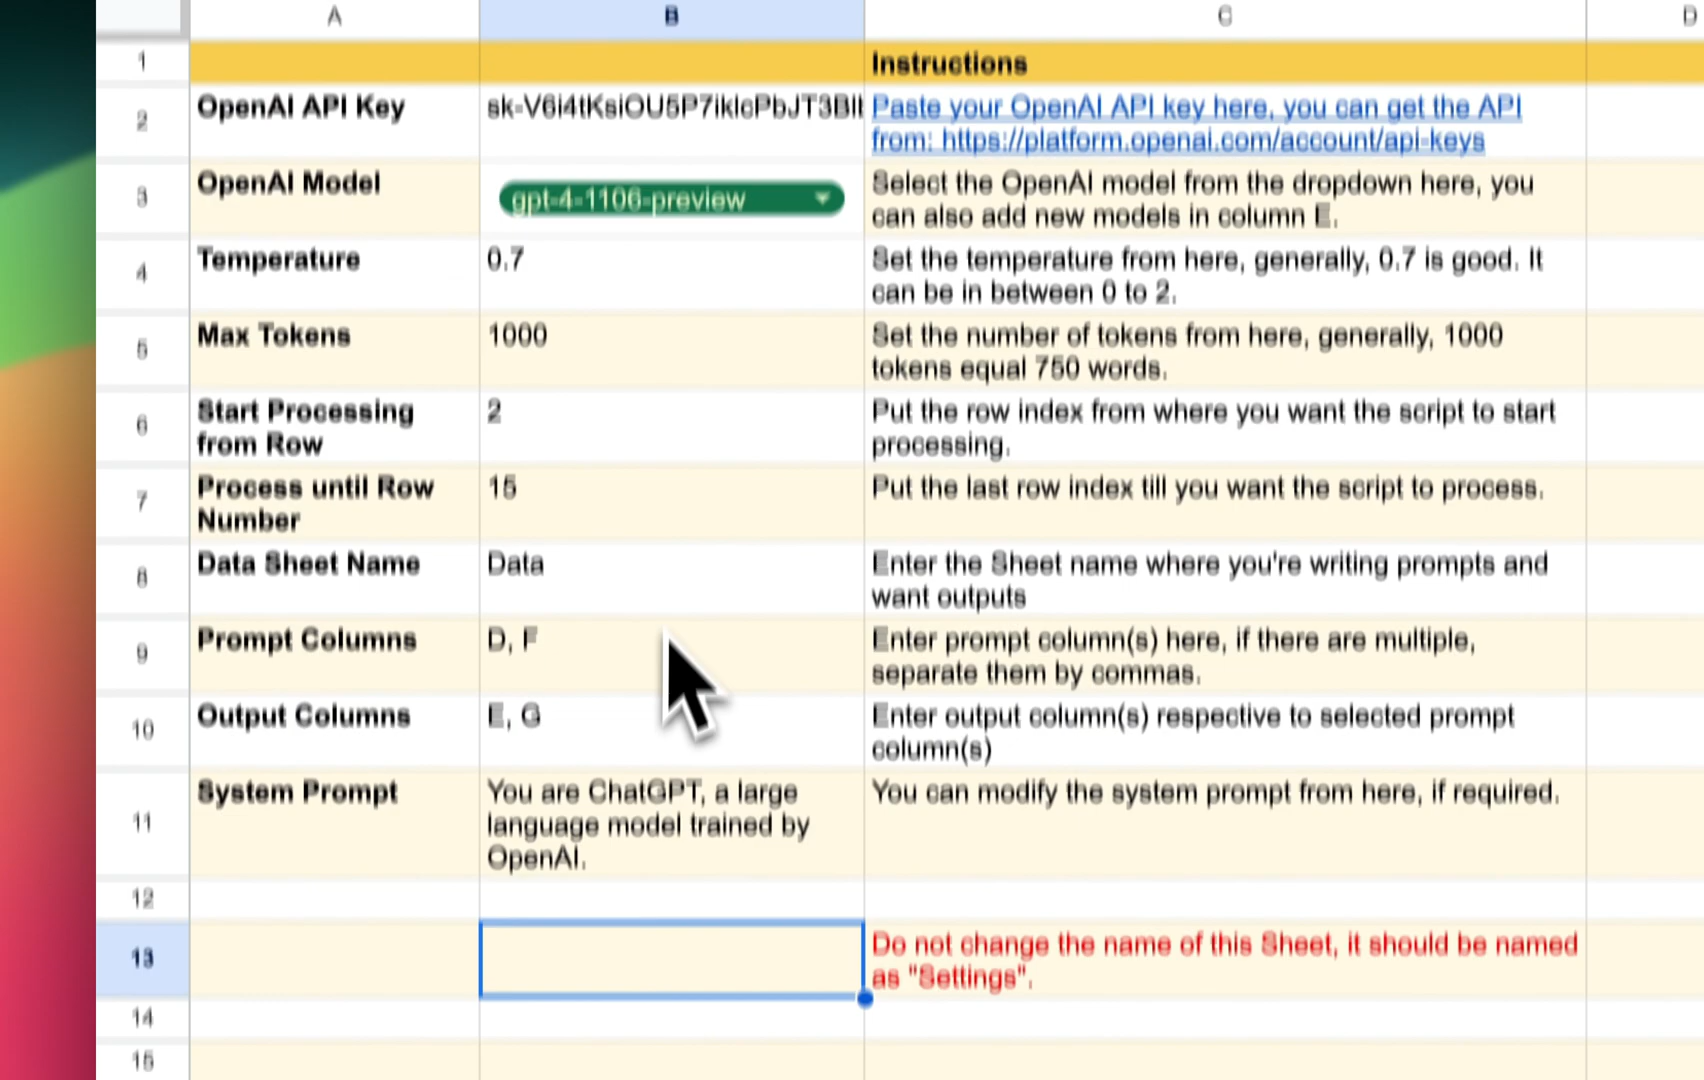 A B C D
1 Instructions
2 OpenAI API Key
Paste your OpenAI API key here, you can get the API
from: https://platform.openai.com/account/api-keys
3 OpenAI Model
gpt-4-1106-preview
Select the OpenAI model from the dropdown here, you
can also add new models in column E.
4 Temperature
0.7
Set the temperature from here, generally, 0.7 is good. It
can be in between 0 to 2.
5 Max Tokens
1000
Set the number of tokens from here, generally, 1000
tokens equal 750 words.
6 Start Processing
from Row
2
Put the row index from where you want the script to start
processing.
7 Process until Row
Number
15
Put the last row index till you want the script to process.
8 Data Sheet Name
Data
Enter the Sheet name where you're writing prompts and
want outputs
9 Prompt Columns
D, F
Enter prompt column(s) here, if there are multiple,
separate them by commas.
10 Output Columns
E, G
Enter output column(s) respective to selected prompt
column(s)
11 System Prompt
You are ChatGPT, a large
language model trained by
OpenAI.
You can modify the system prompt from here, if required.
12
13
Do not change the name of this Sheet, it should be named
as "Settings".
14
15